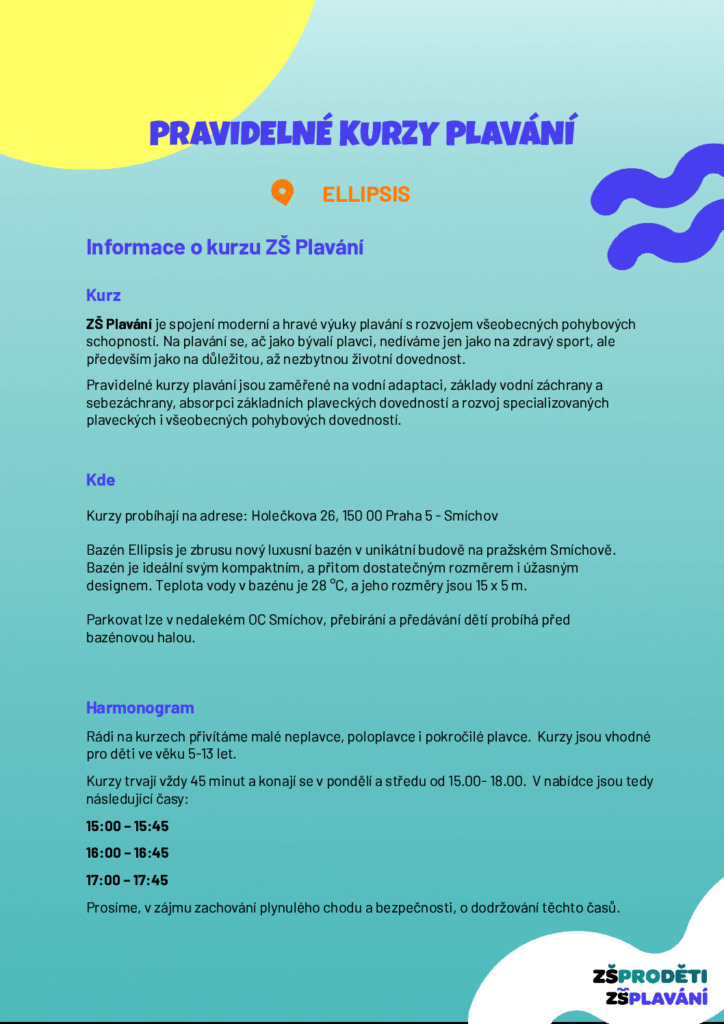 PRAVIDELNÉ KURZY PLAVÁNÍ
ELLIPSIS
Informace o kurzu ZŠ Plavání
Kurz
ZŠ Plavání je spojení moderní a hravé výuky plavání s rozvojem všeobecných pohybových
schopností. Na plavání se, ač jako bývalí plavci, nedíváme jen jako na zdravý sport, ale
především jako na důležitou, až nezbytnou životní dovednost.
Pravidelné kurzy plavání jsou zaměřené na vodní adaptaci, základy vodní záchrany a
sebezáchrany, absorpci základních plaveckých dovedností a rozvoj specializovaných
plaveckých i všeobecných pohybových dovedností.
Kde
Kurzy probíhají na adrese: Holečkova 26, 150 00 Praha 5 - Smíchov
Bazén Ellipsis je zbrusu nový luxusní bazén v unikátní budově na pražském Smíchově.
Bazén je ideální svým kompaktním, a přitom dostatečným rozměrem i úžasným
designem. Teplota vody v bazénu je 28 °C, a jeho rozměry jsou 15 x 5 m.
Parkovat lze v nedalekém OC Smíchov, přebírání a předávání dětí probíhá před
bazénovou halou.
Harmonogram
Rádi na kurzech přivítáme malé neplavce, poloplavce i pokročilé plavce. Kurzy jsou vhodné
pro děti ve věku 5-13 let.
Kurzy trvají vždy 45 minut a konají se v pondělí a středu od 15.00- 18.00. V nabídce jsou tedy
následující časy:
15:00 – 15:45
16:00 – 16:45
17:00 – 17:45
Prosíme, v zájmu zachování plynulého chodu a bezpečnosti, o dodržování těchto časů.
ZŠPRODĚTI
ZŠPLAVÁNÍ